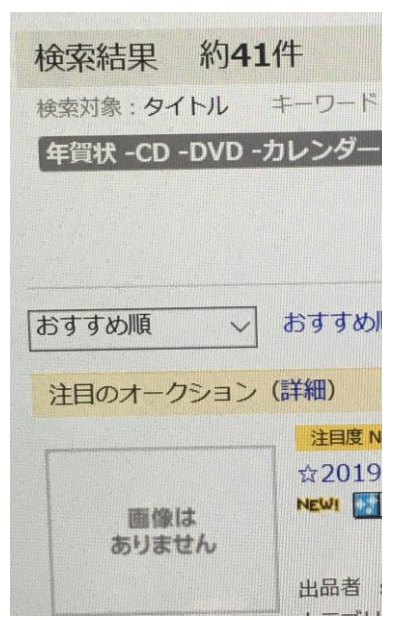 検索結果 約41件
検索対象：タイトル キーワード
年賀状 -CD -DVD -カレンダー
おすすめ順 おすすめ
注目のオークション（詳細）
注目度 N
☆2019
画像は
NEW!
ありません
出品者